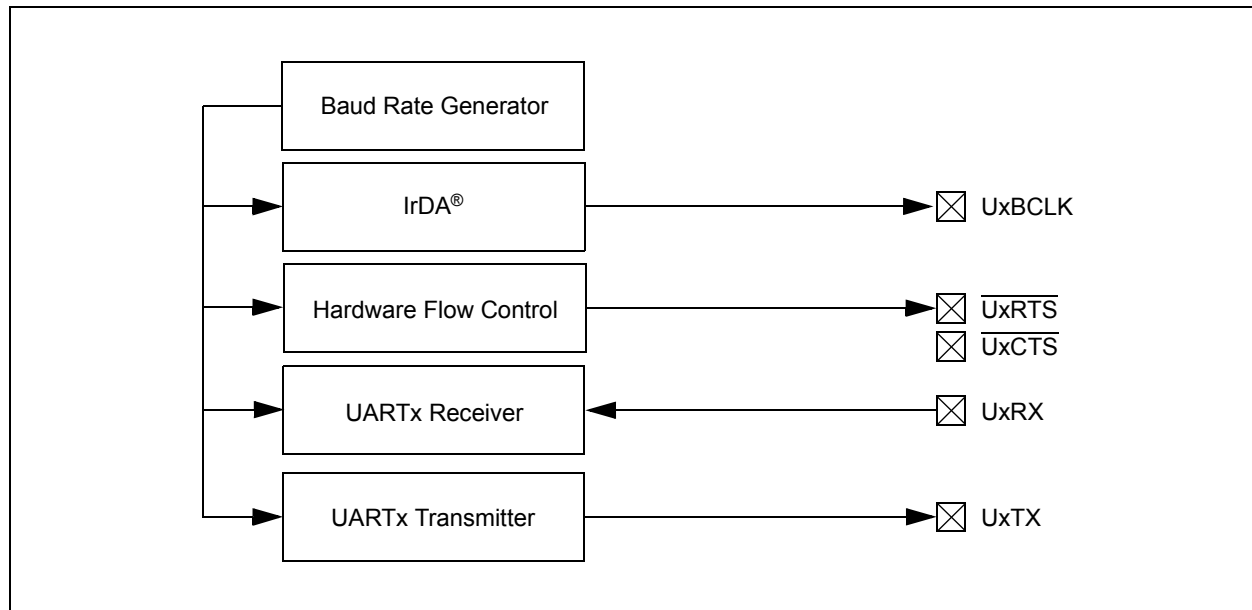 Baud Rate Generator
IrDA®
UxBCLK
Hardware Flow Control
UxRTS
UxCTS
UARTx Receiver
UxRX
UARTx Transmitter
UxTX